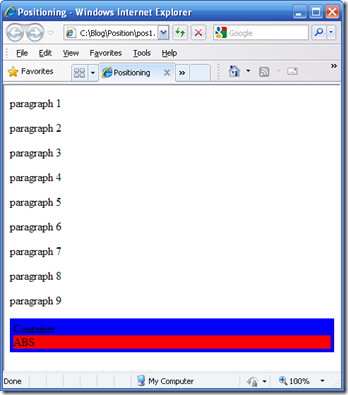 Positioning - Windows Internet Explorer
C:\Blog\Position\pos1.
Google
File Edit View Favorites Tools Help
Favorites
Positioning
paragraph 1
paragraph 2
paragraph 3
paragraph 4
paragraph 5
paragraph 6
paragraph 7
paragraph 8
paragraph 9
Container
ABS
Done
My Computer
100%